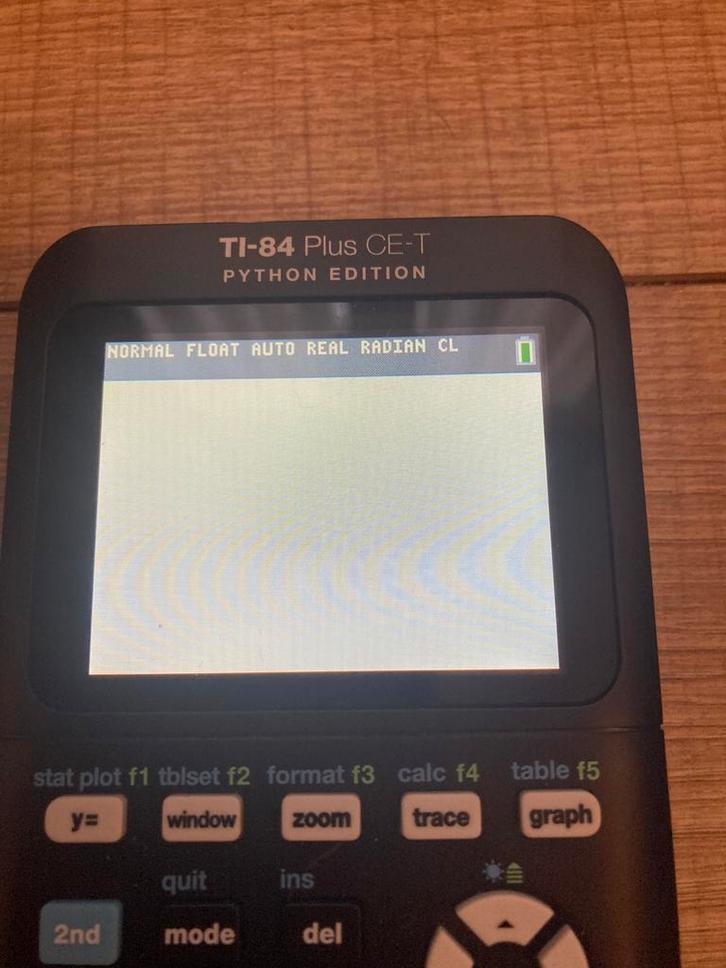 TI-84 Plus CE-T
PYTHON EDITION
NORMAL FLOAT AUTO REAL RADIAN CL
stat plot f1 tblset f2 format f3 calc f4 table f5
y= window zoom trace graph
quit ins
2nd mode del